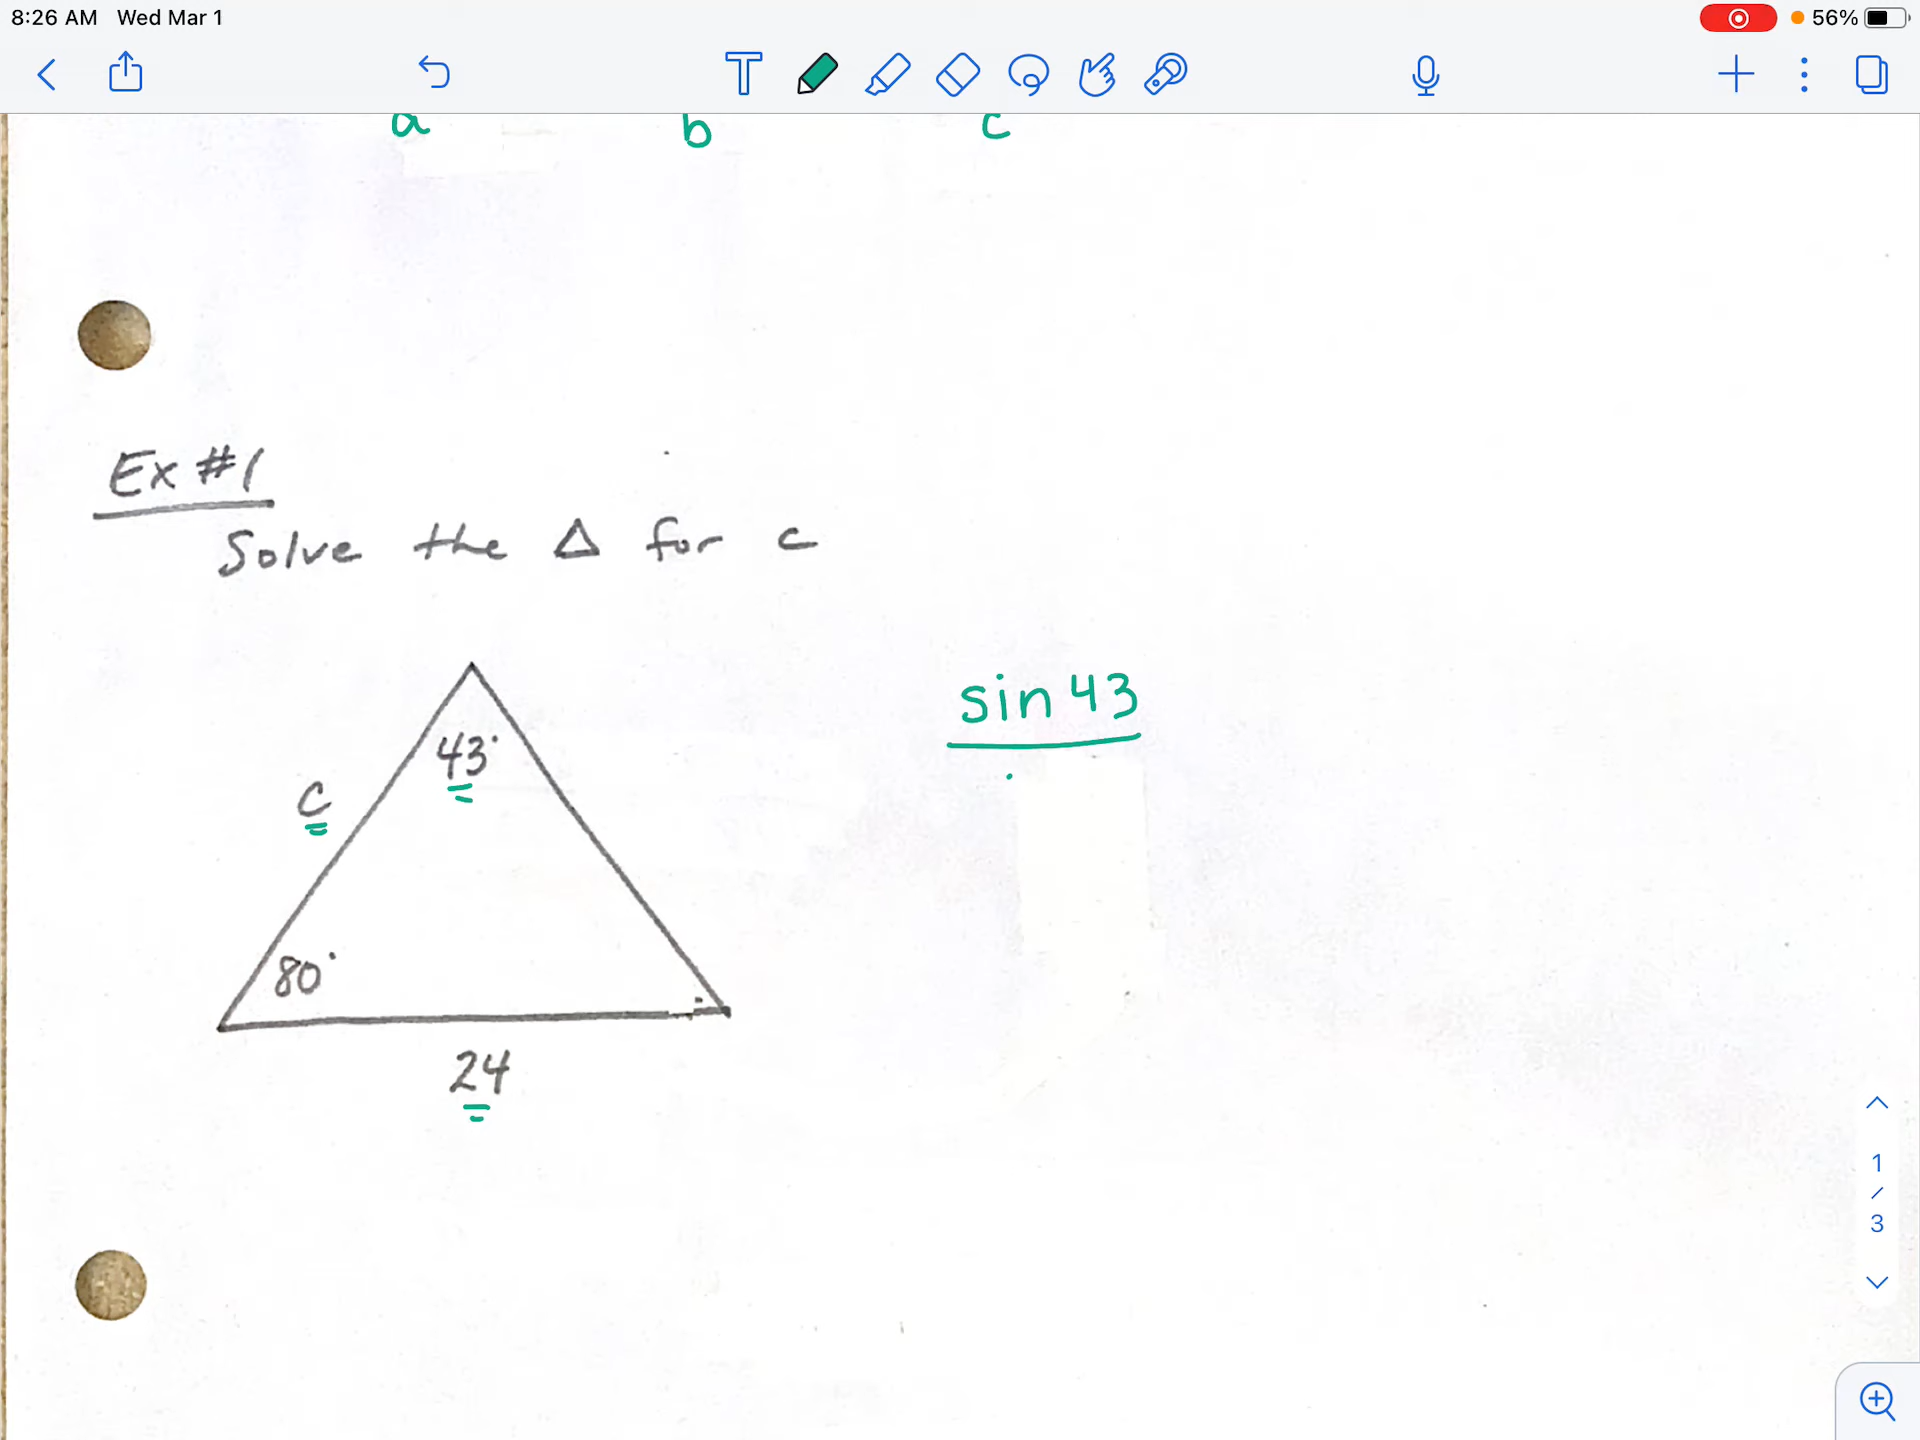 8:26 AM Wed Mar 1
56%
T
a b c
Ex #1
Solve the Δ for c
sin 43
43°
c
80°
24
1
/
3